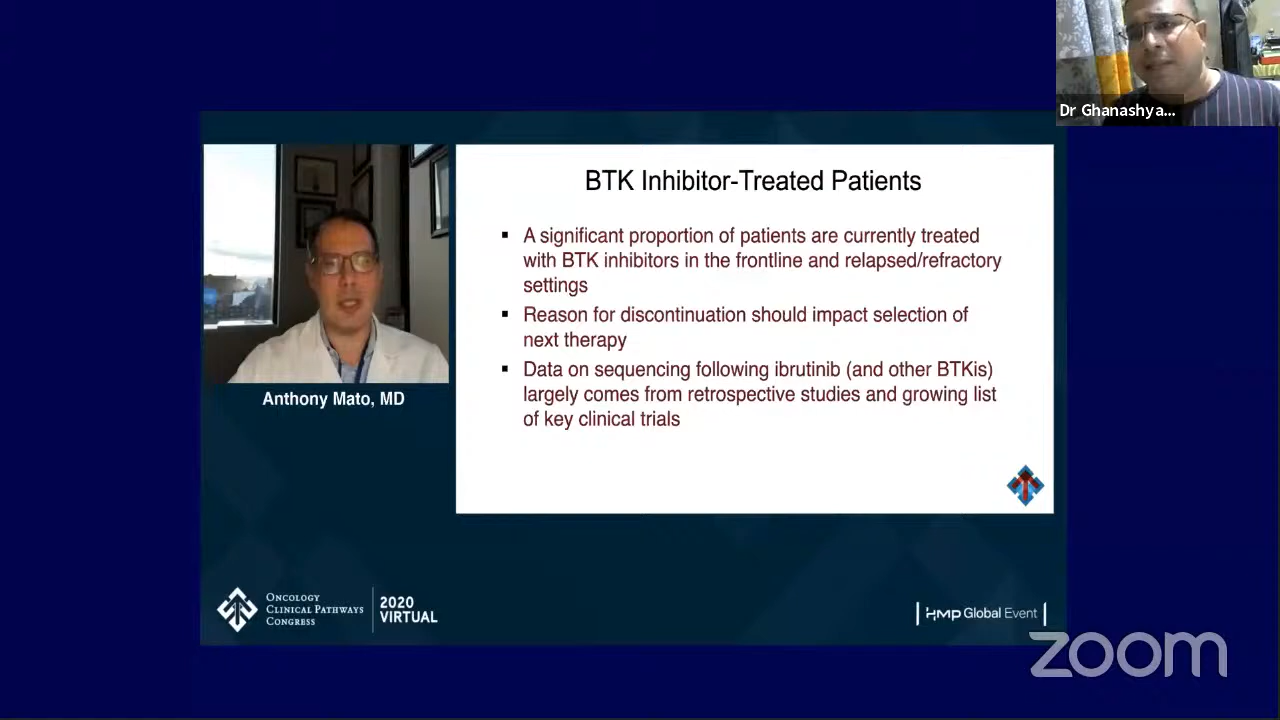 Dr Ghanashya...
BTK Inhibitor-Treated Patients
▪ A significant proportion of patients are currently treated
with BTK inhibitors in the frontline and relapsed/refractory
settings
▪ Reason for discontinuation should impact selection of
next therapy
▪ Data on sequencing following ibrutinib (and other BTKis)
largely comes from retrospective studies and growing list
of key clinical trials
Anthony Mato, MD
ONCOLOGY
CLINICAL PATHWAYS
CONGRESS
2020
VIRTUAL
HMP Global Event
zoom